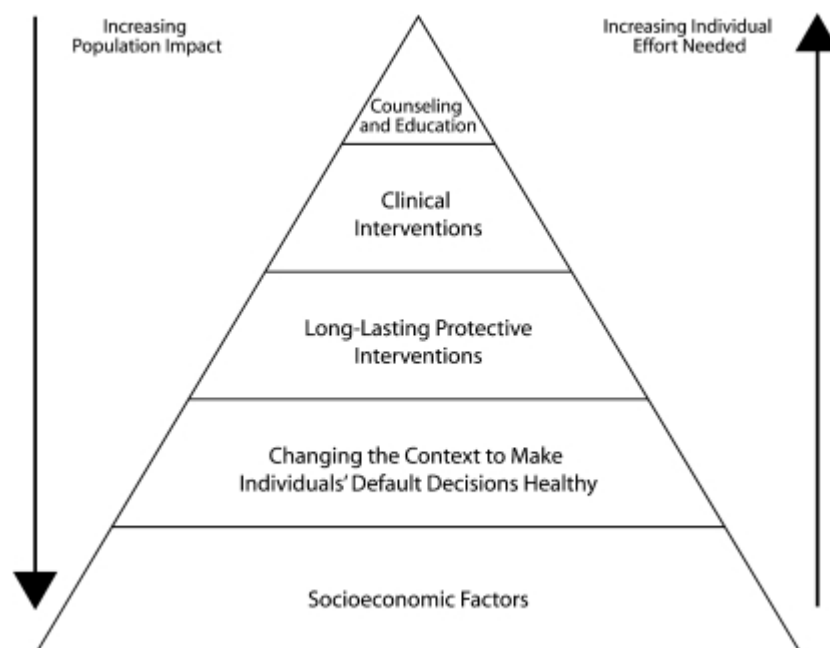 Increasing
Population Impact
Increasing Individual
Effort Needed
Counseling
and Education
Clinical
Interventions
Long-Lasting Protective
Interventions
Changing the Context to Make
Individuals’ Default Decisions Healthy
Socioeconomic Factors